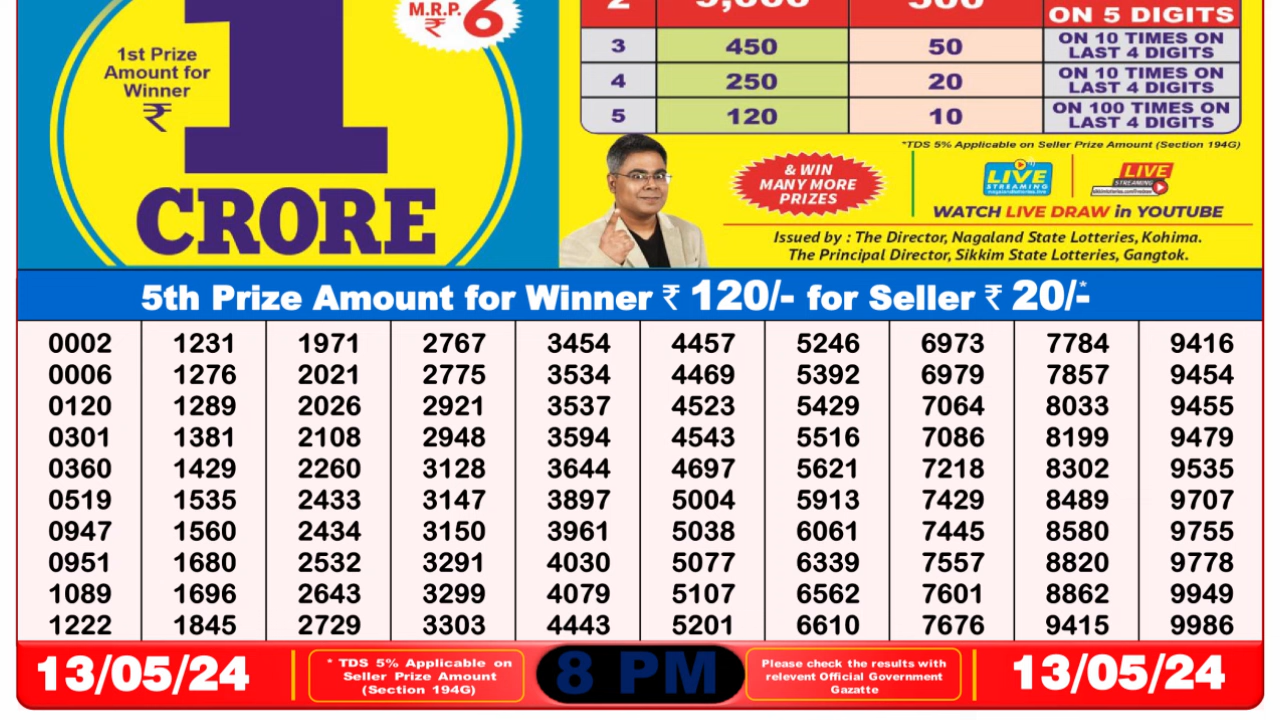 1
M.R.P.
₹ 6
1st Prize
Amount for
Winner
₹
CRORE
2 5,000 500 ON 5 DIGITS
3 450 50 ON 10 TIMES ON LAST 4 DIGITS
4 250 20 ON 10 TIMES ON LAST 4 DIGITS
5 120 10 ON 100 TIMES ON LAST 4 DIGITS
*TDS 5% Applicable on Seller Prize Amount (Section 194G)
& WIN
MANY MORE
PRIZES
LIVE
STREAMING
LIVE
STREAMING
WATCH LIVE DRAW in YOUTUBE
Issued by : The Director, Nagaland State Lotteries, Kohima.
The Principal Director, Sikkim State Lotteries, Gangtok.
5th Prize Amount for Winner ₹ 120/- for Seller ₹ 20/-*
0002 1231 1971 2767 3454 4457 5246 6973 7784 9416
0006 1276 2021 2775 3534 4469 5392 6979 7857 9454
0120 1289 2026 2921 3537 4523 5429 7064 8033 9455
0301 1381 2108 2948 3594 4543 5516 7086 8199 9479
0360 1429 2260 3128 3644 4697 5621 7218 8302 9535
0519 1535 2433 3147 3897 5004 5913 7429 8489 9707
0947 1560 2434 3150 3961 5038 6061 7445 8580 9755
0951 1680 2532 3291 4030 5077 6339 7557 8820 9778
1089 1696 2643 3299 4079 5107 6562 7601 8862 9949
1222 1845 2729 3303 4443 5201 6610 7676 9415 9986
13/05/24
* TDS 5% Applicable on
Seller Prize Amount
(Section 194G)
8 PM
Please check the results with
relevent Official Government
Gazatte
13/05/24